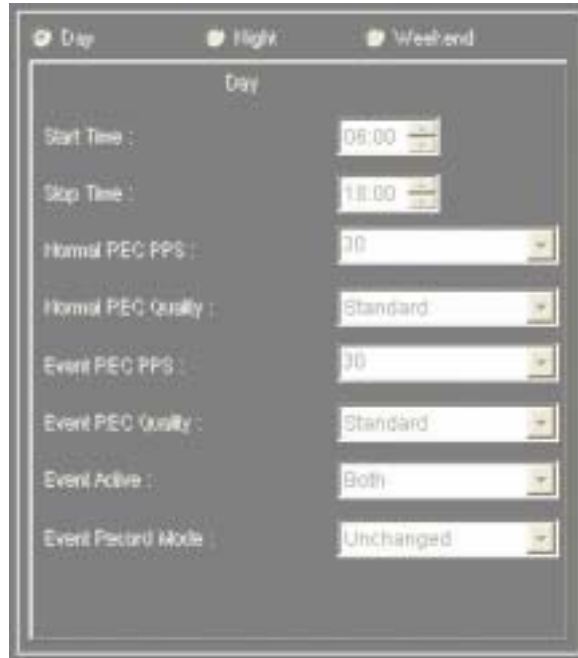 Day Night Weekend
Day
Start Time : 06:00
Stop Time : 18:00
Normal REC PPS : 30
Normal REC Quality : Standard
Event REC PPS : 30
Event REC Quality : Standard
Event Active : Both
Event Record Mode : Unchanged